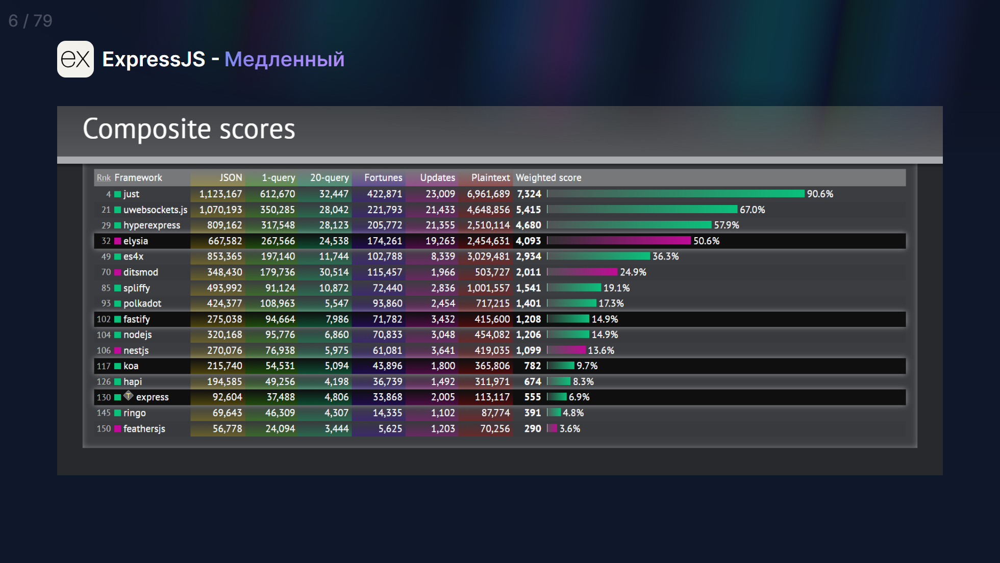 6 / 79
ex ExpressJS - Медленный
Composite scores
Rnk Framework JSON 1-query 20-query Fortunes Updates Plaintext Weighted score
4 just 1,123,167 612,670 32,447 422,871 23,009 6,961,689 7,324 90.6%
21 uwebsockets.js 1,070,193 350,285 28,042 221,793 21,433 4,648,856 5,415 67.0%
29 hyperexpress 809,162 317,548 28,123 205,772 21,355 2,510,114 4,680 57.9%
32 elysia 667,582 267,566 24,538 174,261 19,263 2,454,631 4,093 50.6%
49 es4x 853,365 197,140 11,744 102,788 8,339 3,029,481 2,934 36.3%
70 ditsmod 348,430 179,736 30,514 115,457 1,966 503,727 2,011 24.9%
85 spliffy 493,992 91,124 10,872 72,440 2,836 1,001,557 1,541 19.1%
93 polkadot 424,377 108,963 5,547 93,860 2,454 717,215 1,401 17.3%
102 fastify 275,038 94,664 7,986 71,782 3,432 415,600 1,208 14.9%
104 nodejs 320,168 95,776 6,860 70,833 3,048 454,082 1,206 14.9%
106 nestjs 270,076 76,938 5,975 61,081 3,641 419,035 1,099 13.6%
117 koa 215,740 54,531 5,094 43,896 1,800 365,806 782 9.7%
126 hapi 194,585 49,256 4,198 36,739 1,492 311,971 674 8.3%
130 T express 92,604 37,488 4,806 33,868 2,005 113,117 555 6.9%
145 ringo 69,643 46,309 4,307 14,335 1,102 87,774 391 4.8%
150 feathersjs 56,778 24,094 3,444 5,625 1,203 70,256 290 3.6%